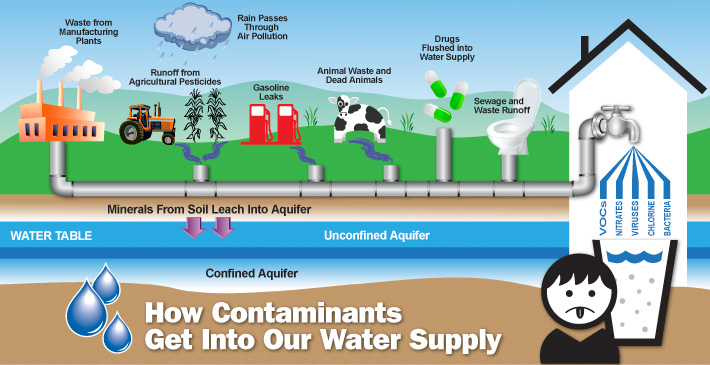 Waste from
Manufacturing
Plants
Rain Passes
Through
Air Pollution
Runoff from
Agricultural Pesticides
Gasoline
Leaks
Animal Waste and
Dead Animals
Drugs
Flushed into
Water Supply
Sewage and
Waste Runoff
VOCs
NITRATES
VIRUSES
CHLORINE
BACTERIA
Minerals From Soil Leach Into Aquifer
WATER TABLE
Unconfined Aquifer
Confined Aquifer
How Contaminants
Get Into Our Water Supply